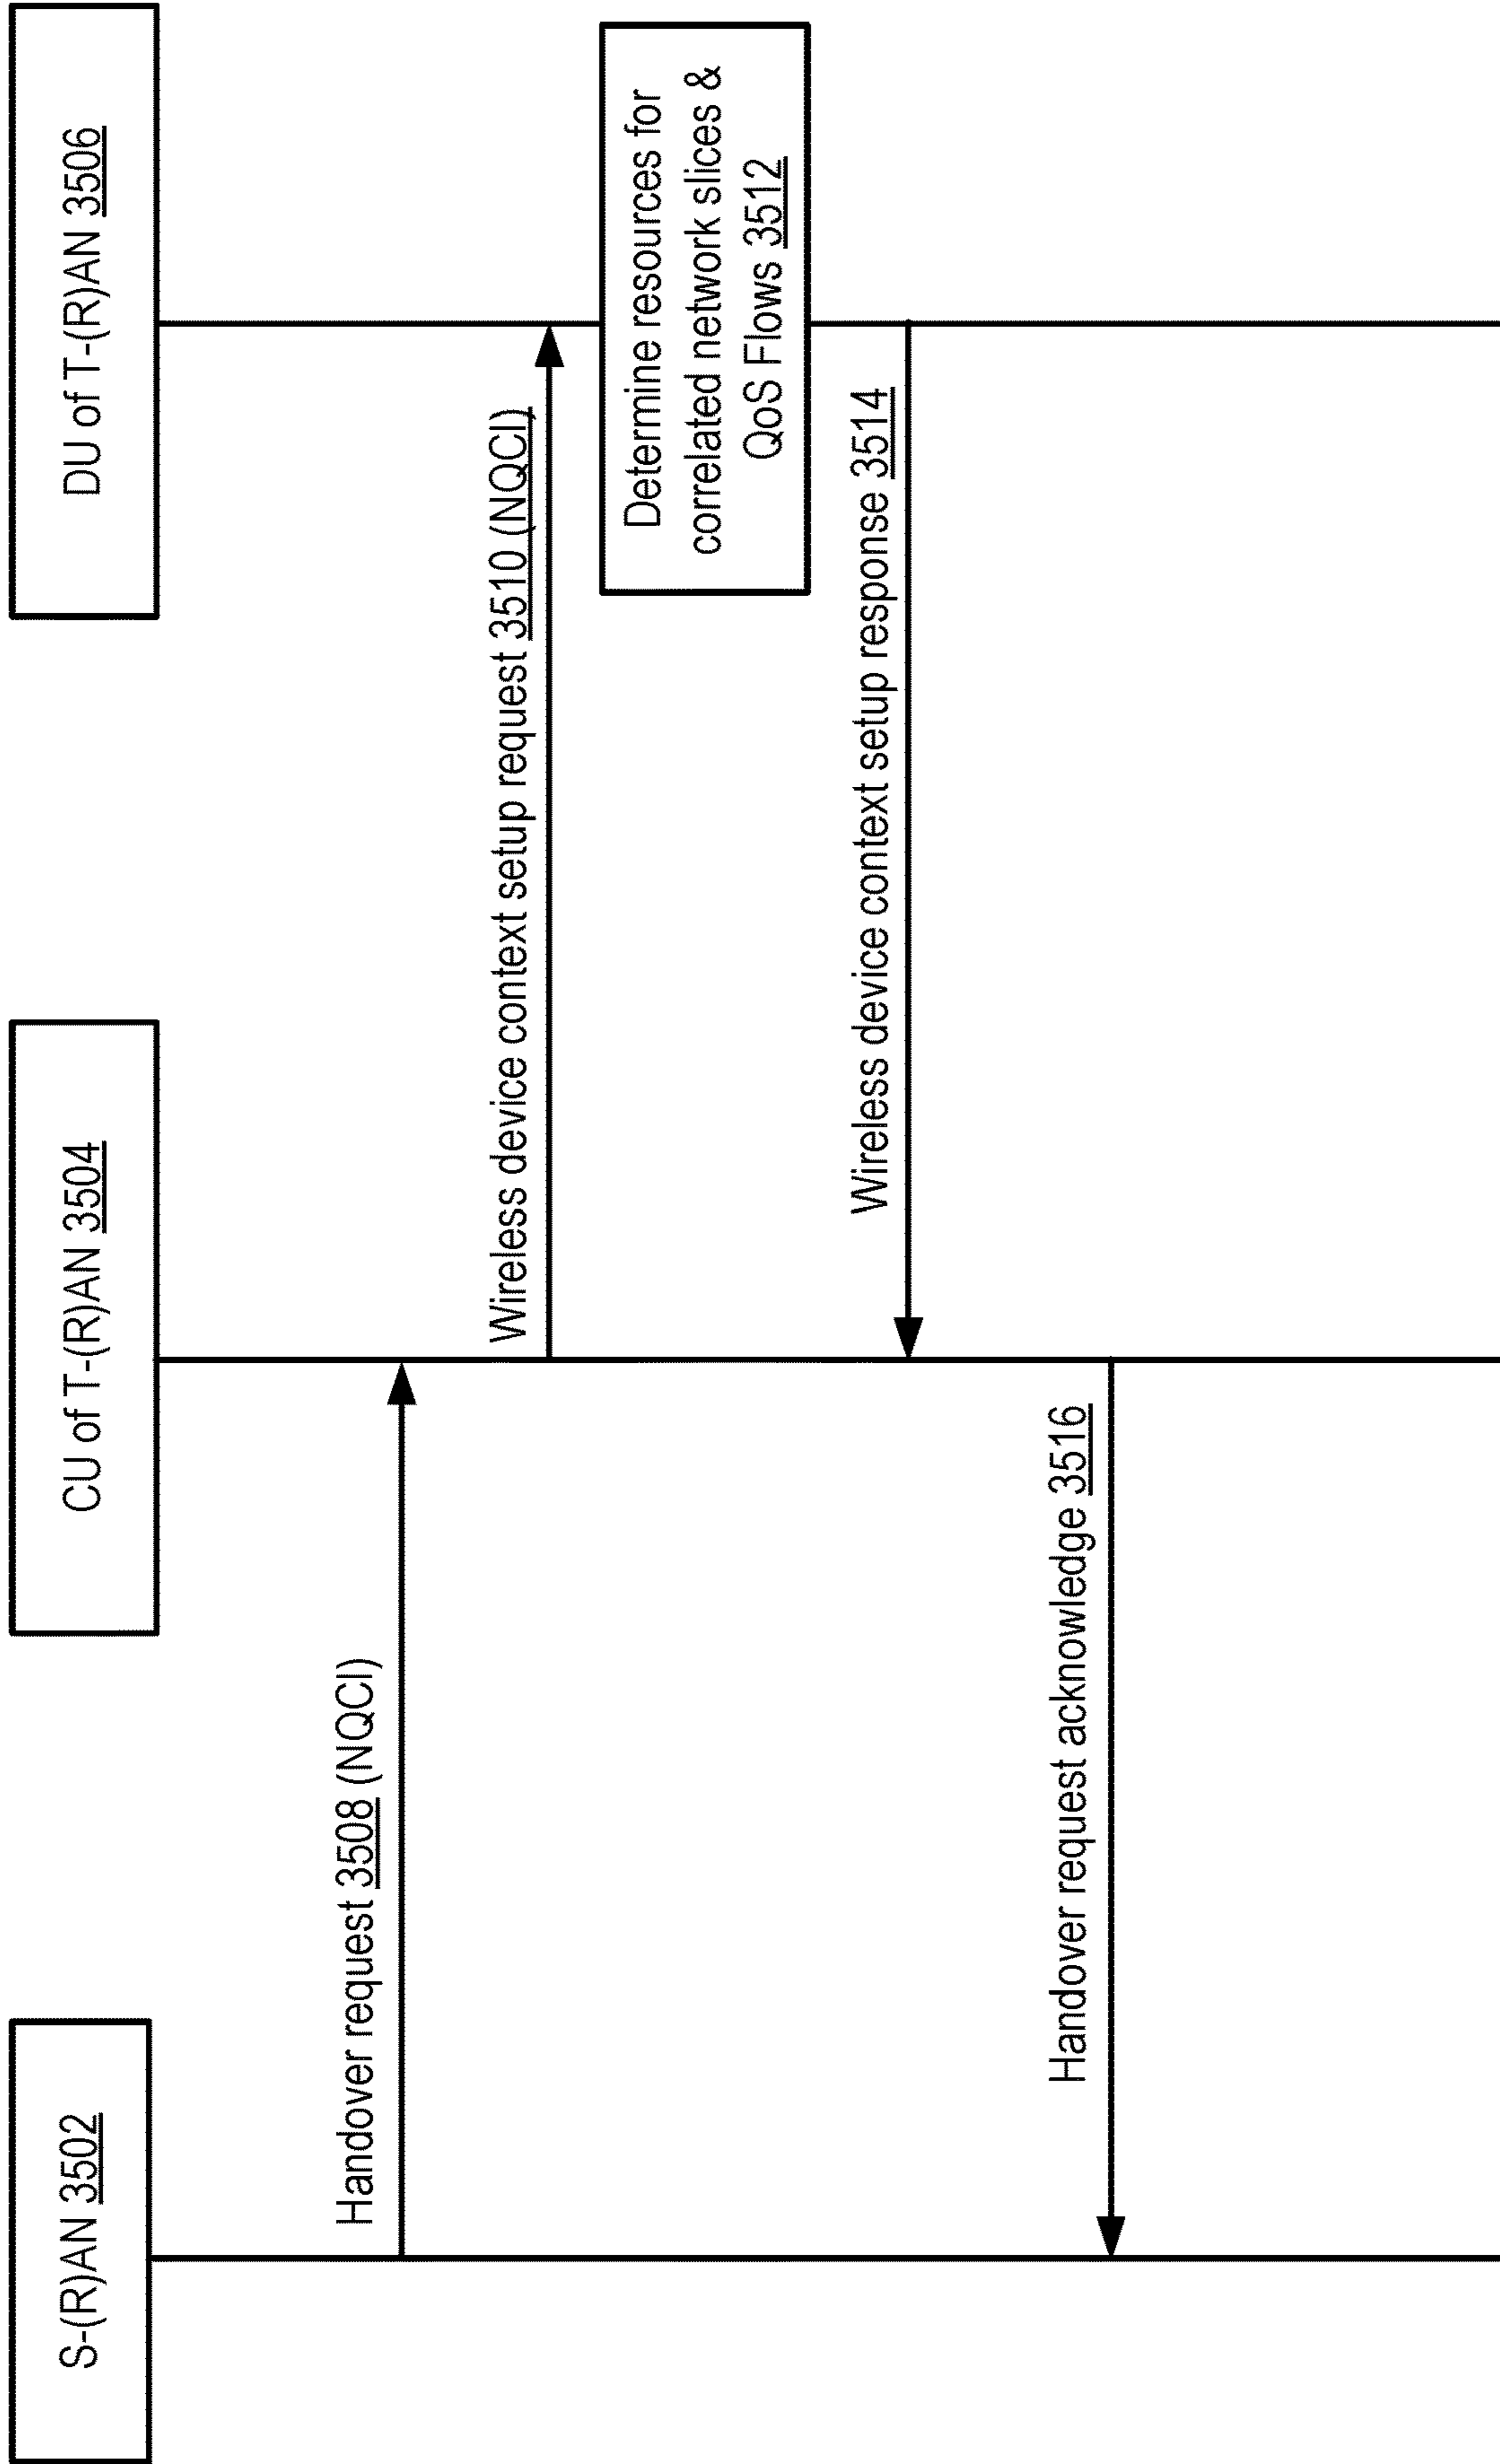 S-(R)AN 3502
CU of T-(R)AN 3504
DU of T-(R)AN 3506
Handover request 3508 (NQCI)
Wireless device context setup request 3510 (NQCI)
Determine resources for
correlated network slices &
QoS Flows 3512
Wireless device context setup response 3514
Handover request acknowledge 3516